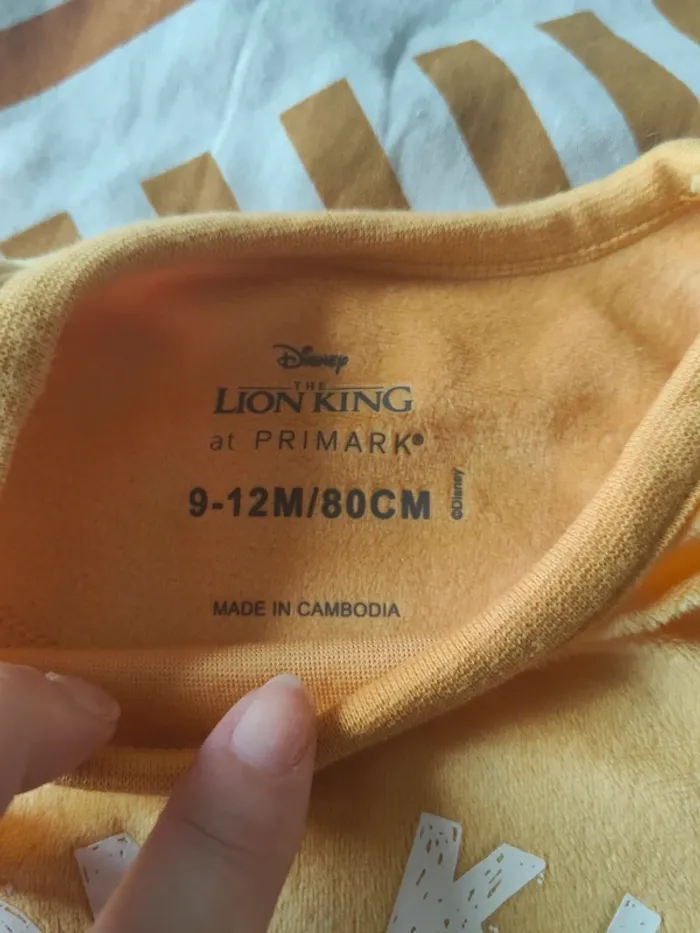 Disney
THE
LION KING
at PRIMARK®
9-12M/80CM
©Disney
MADE IN CAMBODIA
K